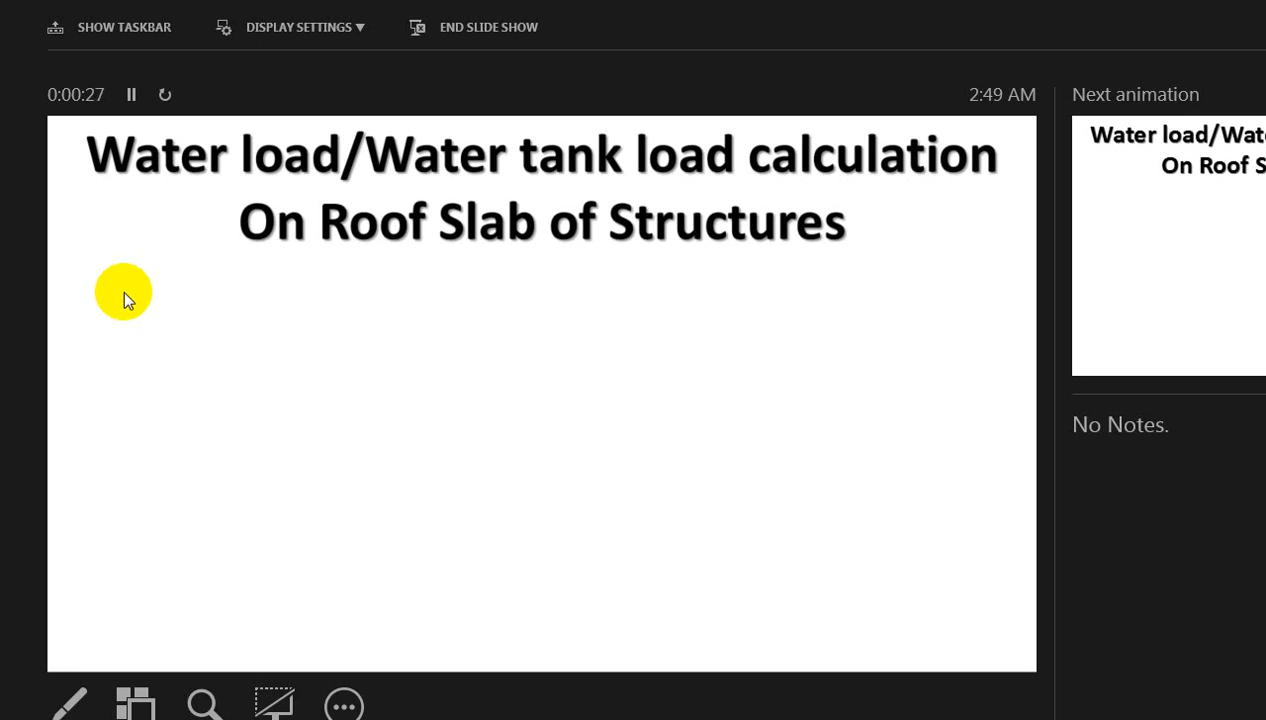 SHOW TASKBAR
DISPLAY SETTINGS ▼
END SLIDE SHOW
0:00:27
2:49 AM
Next animation
Water load/Water tank load calculation
On Roof Slab of Structures
Water load/Wat
On Roof S
No Notes.